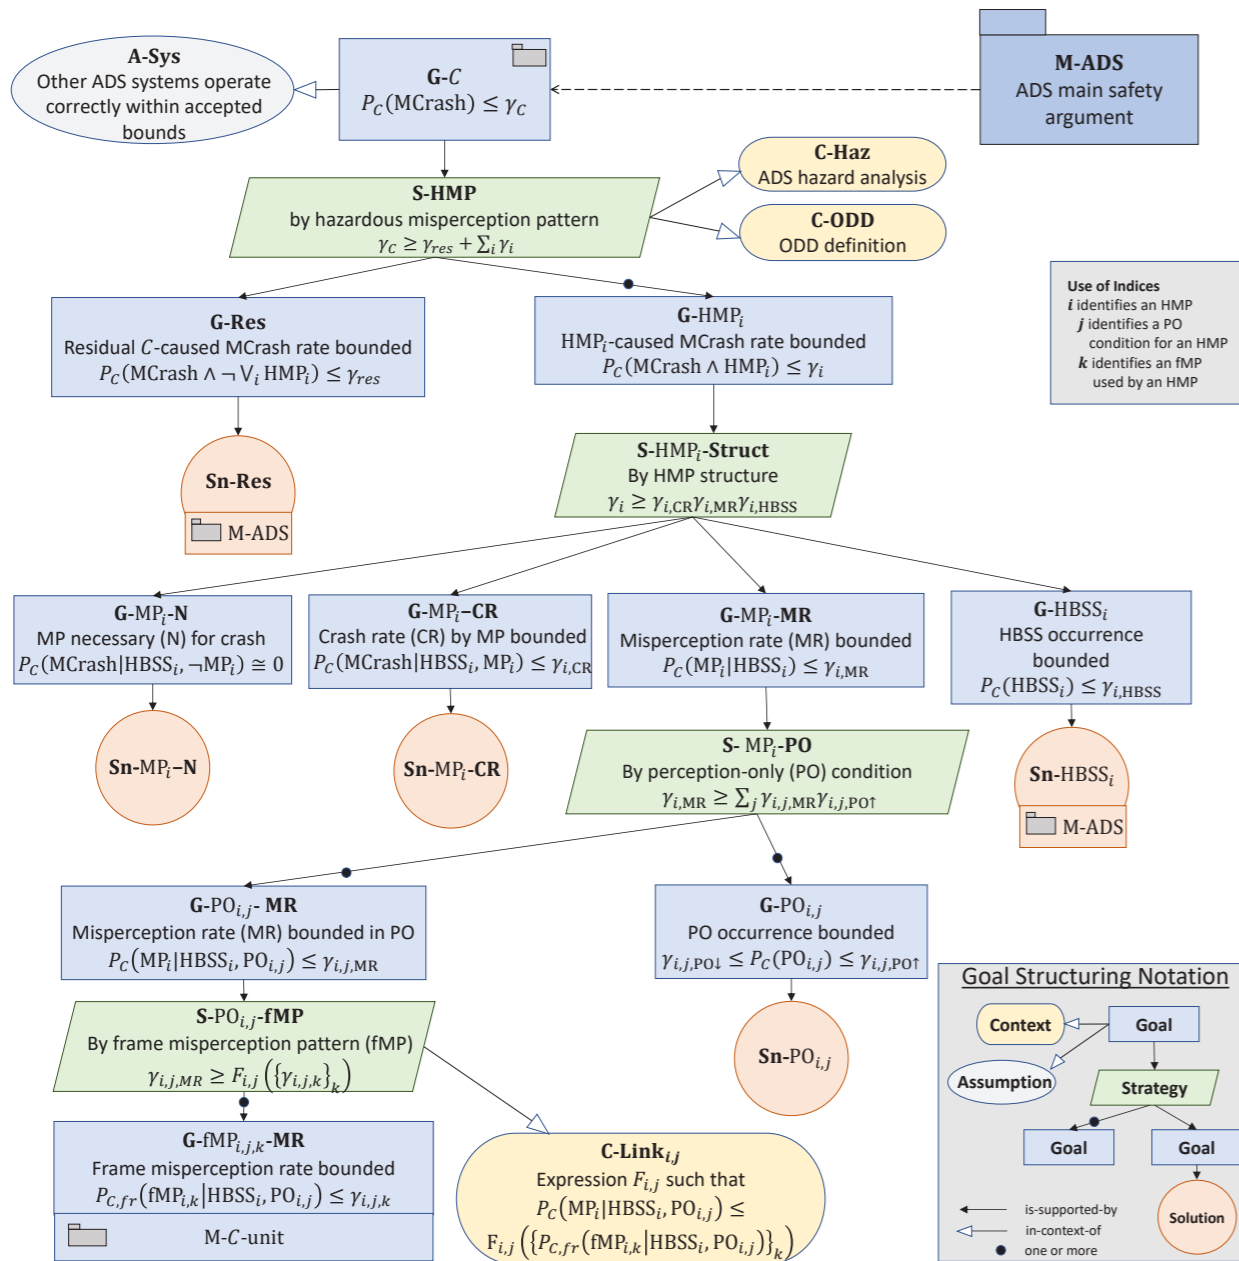 A-Sys
Other ADS systems operate
correctly within accepted
bounds
G-C
P_C(MCrash) ≤ γ_C
M-ADS
ADS main safety
argument
S-HMP
by hazardous misperception pattern
γ_C ≥ γ_res + ∑_i γ_i
C-Haz
ADS hazard analysis
C-ODD
ODD definition
Use of Indices
i identifies an HMP
j identifies a PO
condition for an HMP
k identifies an fMP
used by an HMP
G-Res
Residual C-caused MCrash rate bounded
P_C(MCrash ∧ ¬ ⋁_i HMP_i) ≤ γ_res
G-HMP_i
HMP_i-caused MCrash rate bounded
P_C(MCrash ∧ HMP_i) ≤ γ_i
Sn-Res
M-ADS
S-HMP_i-Struct
By HMP structure
γ_i ≥ γ_i,CR γ_i,MR γ_i,HBSS
G-MP_i-N
MP necessary (N) for crash
P_C(MCrash|HBSS_i, ¬MP_i) ≅ 0
G-MP_i–CR
Crash rate (CR) by MP bounded
P_C(MCrash|HBSS_i, MP_i) ≤ γ_i,CR
G-MP_i-MR
Misperception rate (MR) bounded
P_C(MP_i|HBSS_i) ≤ γ_i,MR
G-HBSS_i
HBSS occurrence
bounded
P_C(HBSS_i) ≤ γ_i,HBSS
Sn-MP_i–N
Sn-MP_i-CR
S- MP_i-PO
By perception-only (PO) condition
γ_i,MR ≥ ∑_j γ_i,j,MR γ_i,j,PO↑
Sn-HBSS_i
M-ADS
G-PO_i,j- MR
Misperception rate (MR) bounded in PO
P_C(MP_i|HBSS_i, PO_i,j) ≤ γ_i,j,MR
G-PO_i,j
PO occurrence bounded
γ_i,j,PO↓ ≤ P_C(PO_i,j) ≤ γ_i,j,PO↑
S-PO_i,j-fMP
By frame misperception pattern (fMP)
γ_i,j,MR ≥ F_i,j ({γ_i,j,k}_k)
Sn-PO_i,j
G-fMP_i,j,k-MR
Frame misperception rate bounded
P_C,fr(fMP_i,k|HBSS_i, PO_i,j) ≤ γ_i,j,k
M-C-unit
C-Link_i,j
Expression F_i,j such that
P_C(MP_i|HBSS_i, PO_i,j) ≤
F_i,j ({P_C,fr(fMP_i,k|HBSS_i, PO_i,j)}_k)
Goal Structuring Notation
Context
Goal
Assumption
Strategy
Goal
Goal
Solution
is-supported-by
in-context-of
one or more